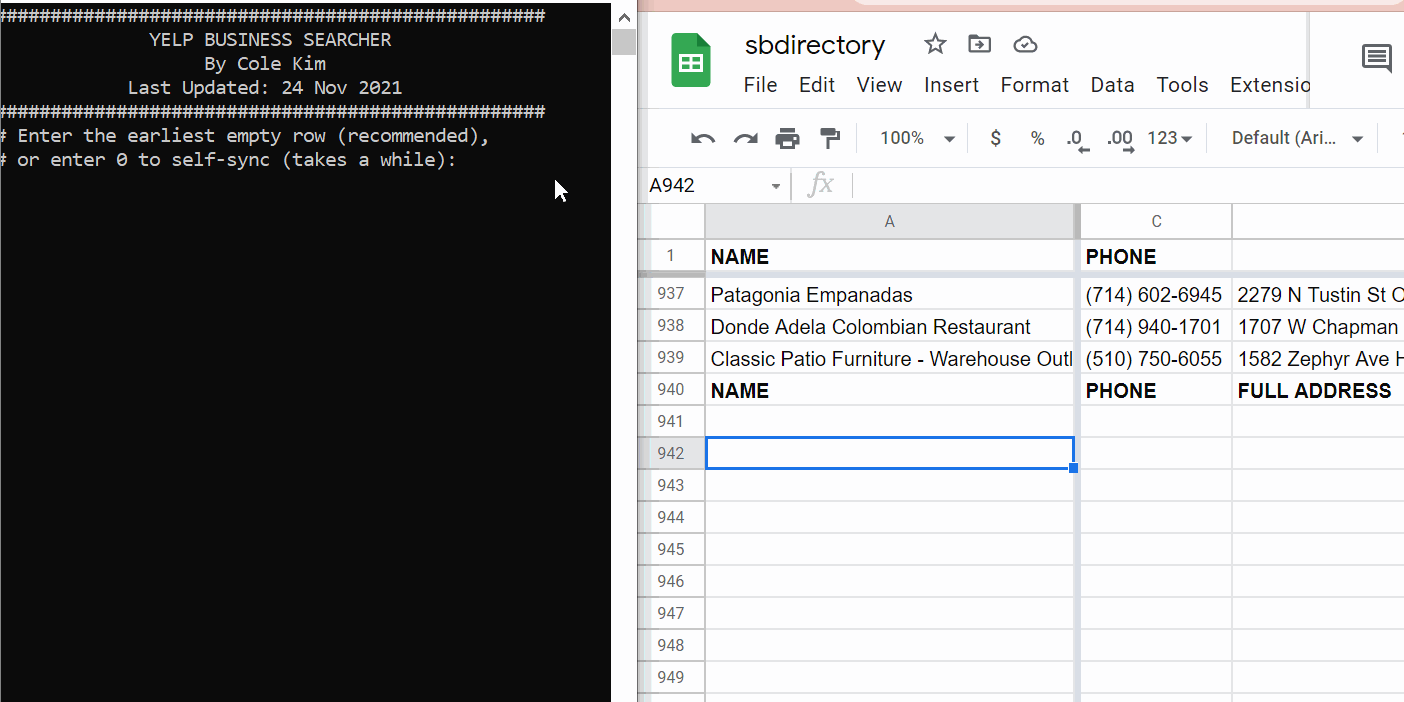 ####################################################
YELP BUSINESS SEARCHER
By Cole Kim
Last Updated: 24 Nov 2021
####################################################
# Enter the earliest empty row (recommended),
# or enter 0 to self-sync (takes a while):
sbdirectory
File Edit View Insert Format Data Tools Extensio
100% $ % .0 .00 123 Default (Ari...
A942 fx
A C
1 NAME PHONE
937 Patagonia Empanadas (714) 602-6945 2279 N Tustin St O
938 Donde Adela Colombian Restaurant (714) 940-1701 1707 W Chapman
939 Classic Patio Furniture - Warehouse Outl (510) 750-6055 1582 Zephyr Ave H
940 NAME PHONE FULL ADDRESS
941
942
943
944
945
946
947
948
949